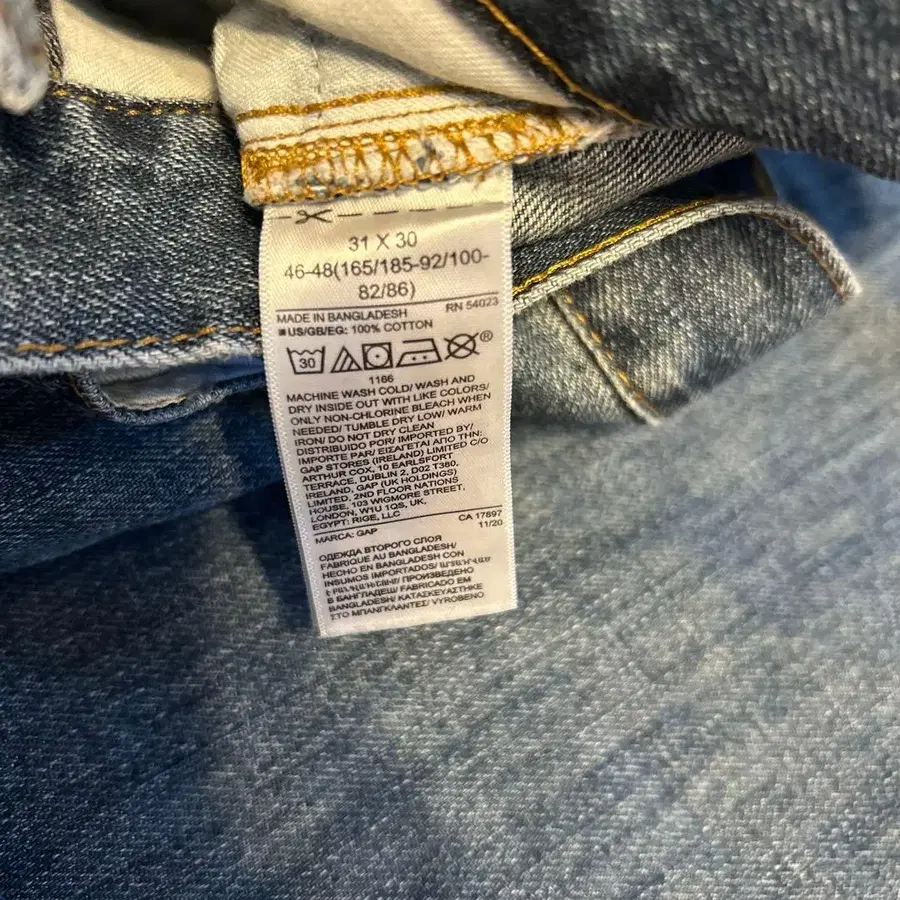 31 X 30
46-48(165/185-92/100-
82/86)
MADE IN BANGLADESH RN 54023
■US/GB/EG: 100% COTTON
30 ®
1166
MACHINE WASH COLD/ WASH AND
DRY INSIDE OUT WITH LIKE COLORS/
ONLY NON-CHLORINE BLEACH WHEN
NEEDED/ TUMBLE DRY LOW/ WARM
IRON/ DO NOT DRY CLEAN
DISTRIBUIDO POR/ IMPORTED BY/
IMPORTE PAR/ ΕΙΣΑΓΕΤΑΙ ΑΠΟ ΤΗΝ:
GAP STORES (IRELAND) LIMITED C/O
ARTHUR COX, 10 EARLSFORT
TERRACE, DUBLIN 2, D02 T380,
IRELAND, GAP (UK HOLDINGS)
LIMITED, 2ND FLOOR NATIONS
HOUSE, 103 WIGMORE STREET,
LONDON, W1U 1QS, UK,
EGYPT: RIGE, LLC
CA 17897
MARCA: GAP 11/20
ОДЕЖДА ВТОРОГО СЛОЯ
FABRIQUE AU BANGLADESH/
HECHO EN BANGLADESH CON
INSUMOS IMPORTADOS/
ПРОИЗВЕДЕНО
В БАНГЛАДЕШ/ FABRICADO EM
BANGLADESH/ ΚΑΤΑΣΚΕΥΑΣΤΗΚΕ
ΣΤΟ ΜΠΑΝΓΚΛΑΝΤΕΣ/ VYROBENO